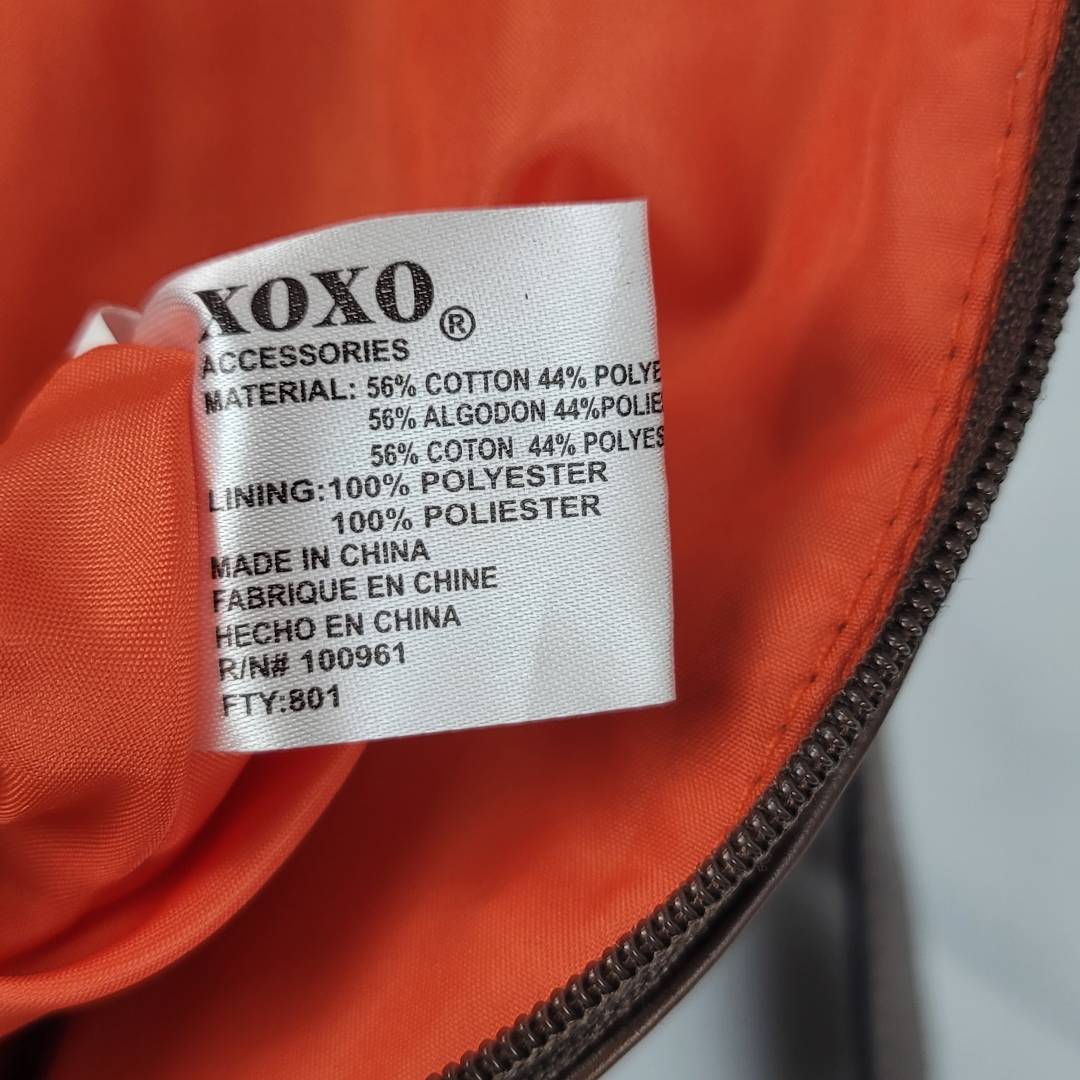 XOXO ®
ACCESSORIES
MATERIAL: 56% COTTON 44% POLYE
56% ALGODON 44%POLIE
56% COTON 44% POLYES
LINING:100% POLYESTER
100% POLIESTER
MADE IN CHINA
FABRIQUE EN CHINE
HECHO EN CHINA
R/N# 100961
FTY:801